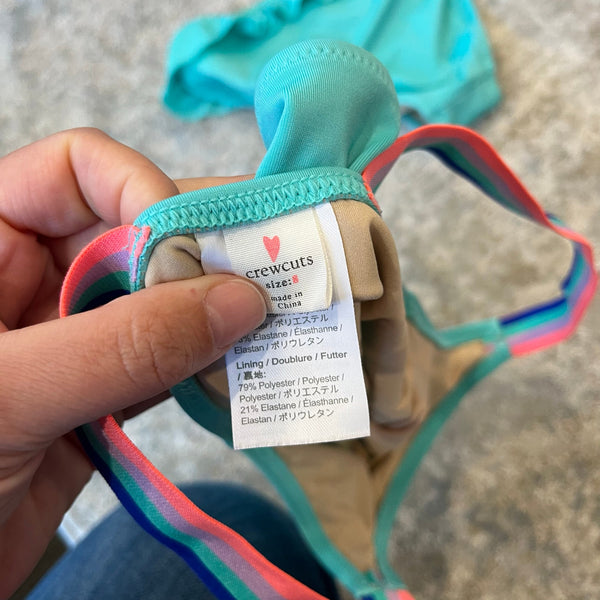 crewcuts
size:8
made in
China
Elastan / ポリエステル
Elastane / Élasthanne /
Elastan / ポリウレタン
Lining / Doublure / Futter
/ 裏地:
79% Polyester / Polyester /
Polyester / ポリエステル
21% Elastane / Élasthanne /
Elastan / ポリウレタン